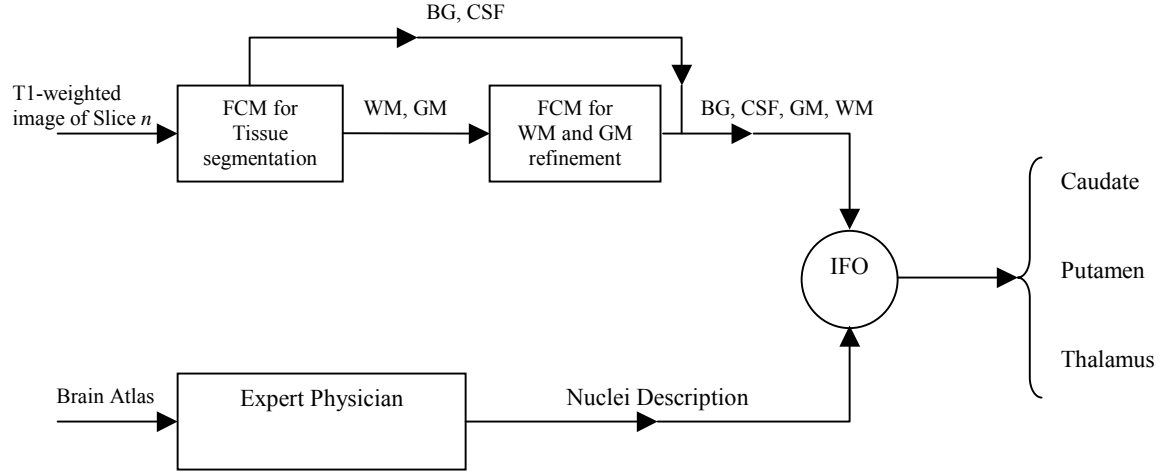 BG, CSF
T1-weighted
image of Slice n
FCM for
Tissue
segmentation
WM, GM
FCM for
WM and GM
refinement
BG, CSF, GM, WM
IFO
Caudate
Putamen
Thalamus
Brain Atlas
Expert Physician
Nuclei Description